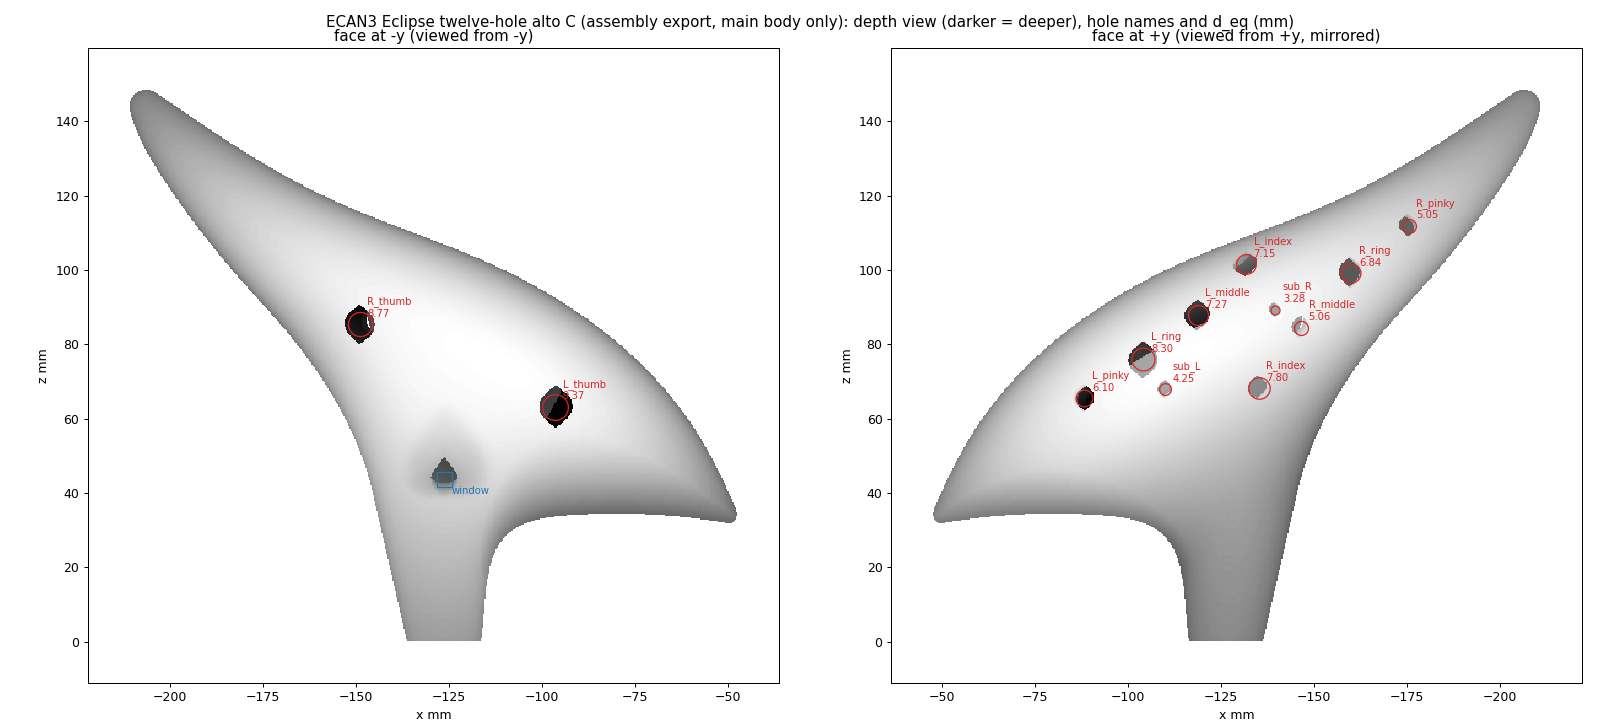 ECAN3 Eclipse twelve-hole alto C (assembly export, main body only): depth view (darker = deeper), hole names and d_eq (mm)
face at -y (viewed from -y)
140
120
100
80
60
40
20
0
z mm
R_thumb
8.77
L_thumb
window
−200
−175
−150
−125
−100
−75
−50
x mm
face at +y (viewed from +y, mirrored)
140
120
100
80
60
40
20
0
z mm
R_pinky
5.05
L_index
7.15
R_ring
6.84
sub_R
3.28
L_middle
7.27
R_middle
5.06
L_ring
8.30
sub_L
4.25
R_index
7.80
L_pinky
6.10
−50
−75
−100
−125
−150
−175
−200
x mm